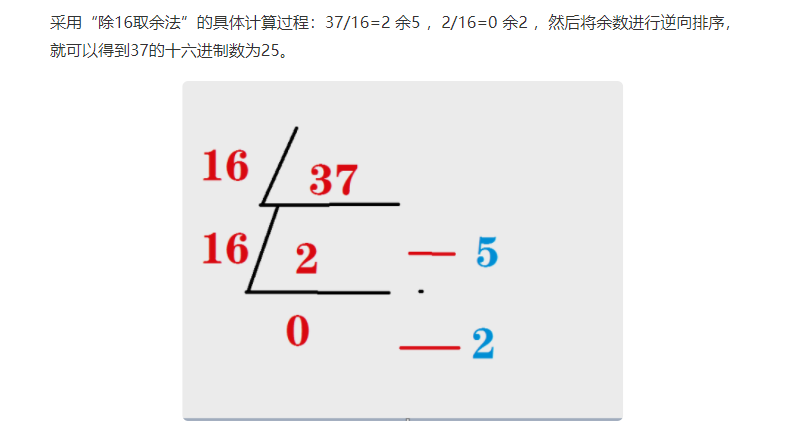 采用“除16取余法”的具体计算过程：37/16=2 余5 ，2/16=0 余2 ，然后将余数进行逆向排序，
就可以得到37的十六进制数为25。
16 37
16 2 — 5
0 — 2